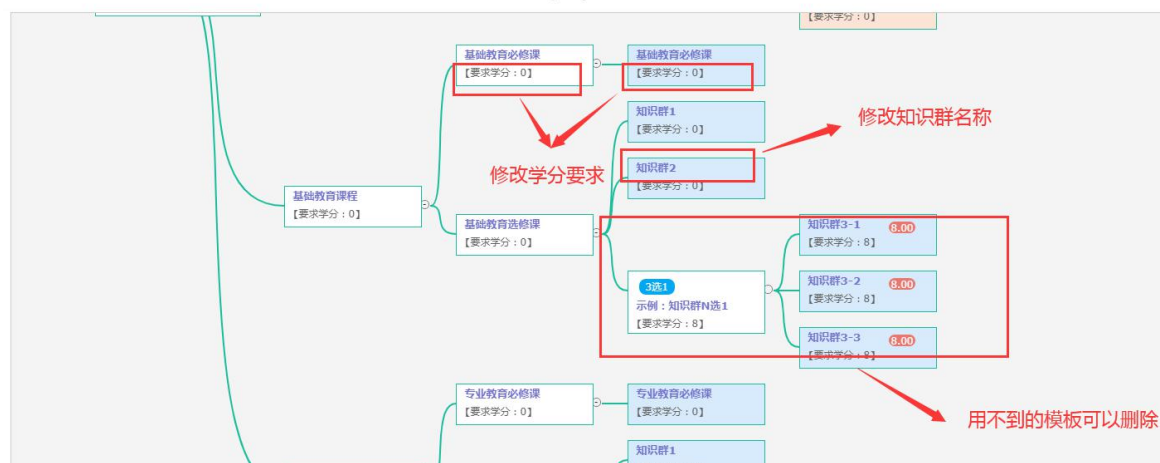 【要求学分：0】
基础教育必修课
【要求学分：0】
基础教育必修课
【要求学分：0】
知识群1
【要求学分：0】
修改知识群名称
修改学分要求
知识群2
【要求学分：0】
基础教育课程
【要求学分：0】
基础教育选修课
【要求学分：0】
知识群3-1
8.00
【要求学分：8】
3选1
示例：知识群N选1
【要求学分：8】
知识群3-2
8.00
【要求学分：8】
知识群3-3
8.00
【要求学分：8】
专业教育必修课
【要求学分：0】
专业教育必修课
【要求学分：0】
用不到的模板可以删除
知识群1